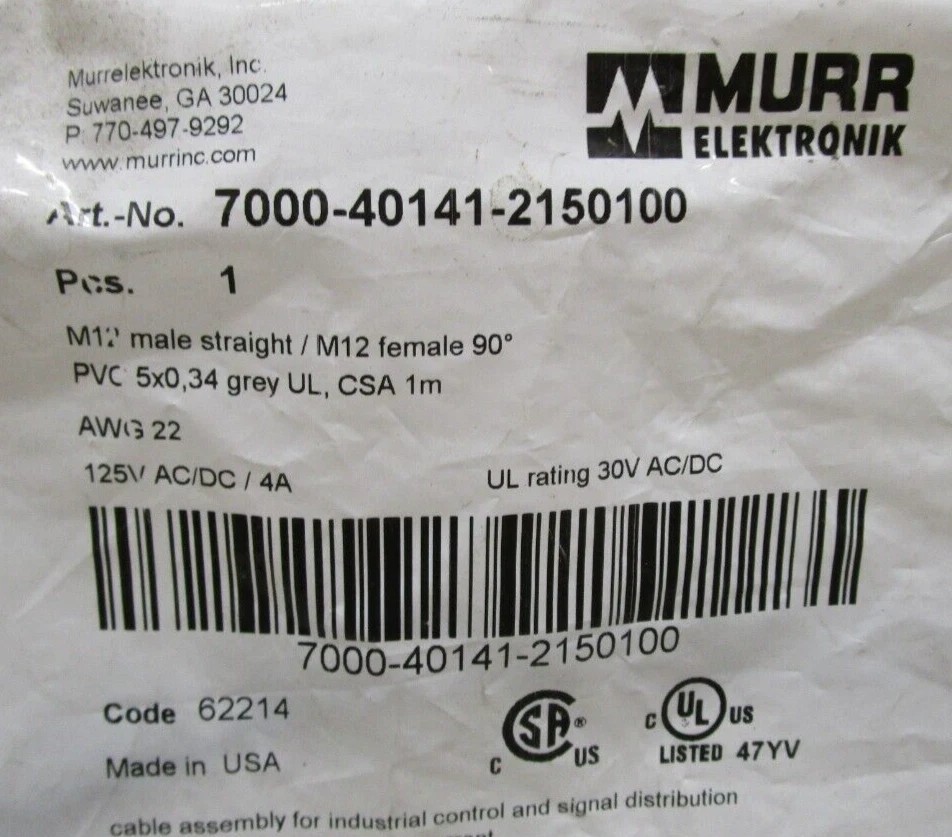 Murrelektronik, Inc.
Suwanee, GA 30024
P. 770-497-9292
www.murrinc.com
MURR
ELEKTRONIK
Art.-No. 7000-40141-2150100
Pcs. 1
M12 male straight / M12 female 90°
PVC 5x0,34 grey UL, CSA 1m
AWG 22
125V AC/DC / 4A
UL rating 30V AC/DC
7000-40141-2150100
Code 62214
Made in USA
C SA ® US
C UL US
LISTED 47YV
cable assembly for industrial control and signal distribution